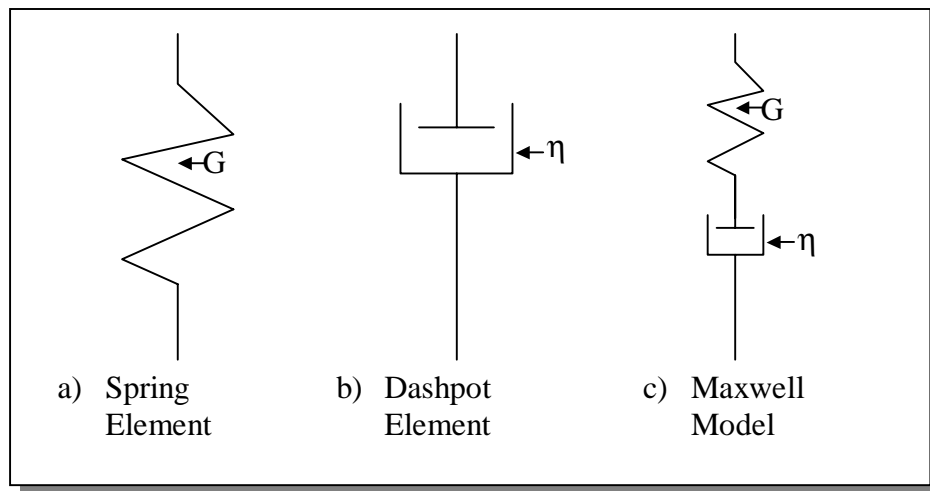 G
η
G
η
a) Spring
Element
b) Dashpot
Element
c) Maxwell
Model